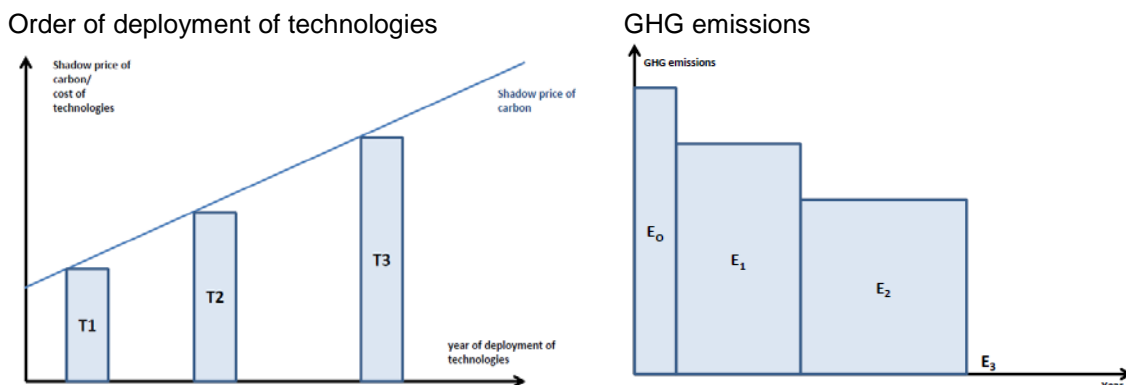 Order of deployment of technologies
GHG emissions
Shadow price of
carbon/
cost of
technologies
Shadow price of
carbon
T1
T2
T3
year of deployment of
technologies
GHG emissions
E₀
E₁
E₂
E₃
Year